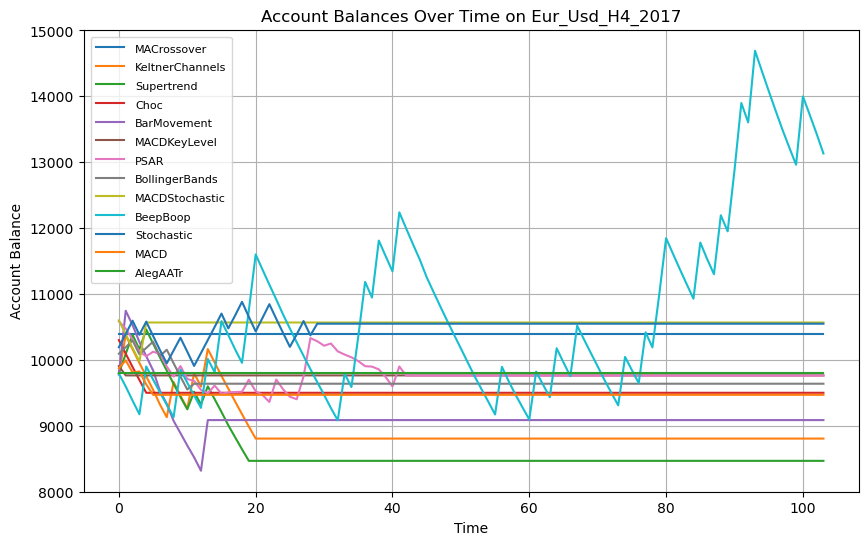 Account Balances Over Time on Eur_Usd_H4_2017
15000
14000
13000
12000
11000
10000
9000
8000
Account Balance
MACrossover
KeltnerChannels
Supertrend
Choc
BarMovement
MACDKeyLevel
PSAR
BollingerBands
MACDStochastic
BeepBoop
Stochastic
MACD
AlegAATr
0 20 40 60 80 100
Time